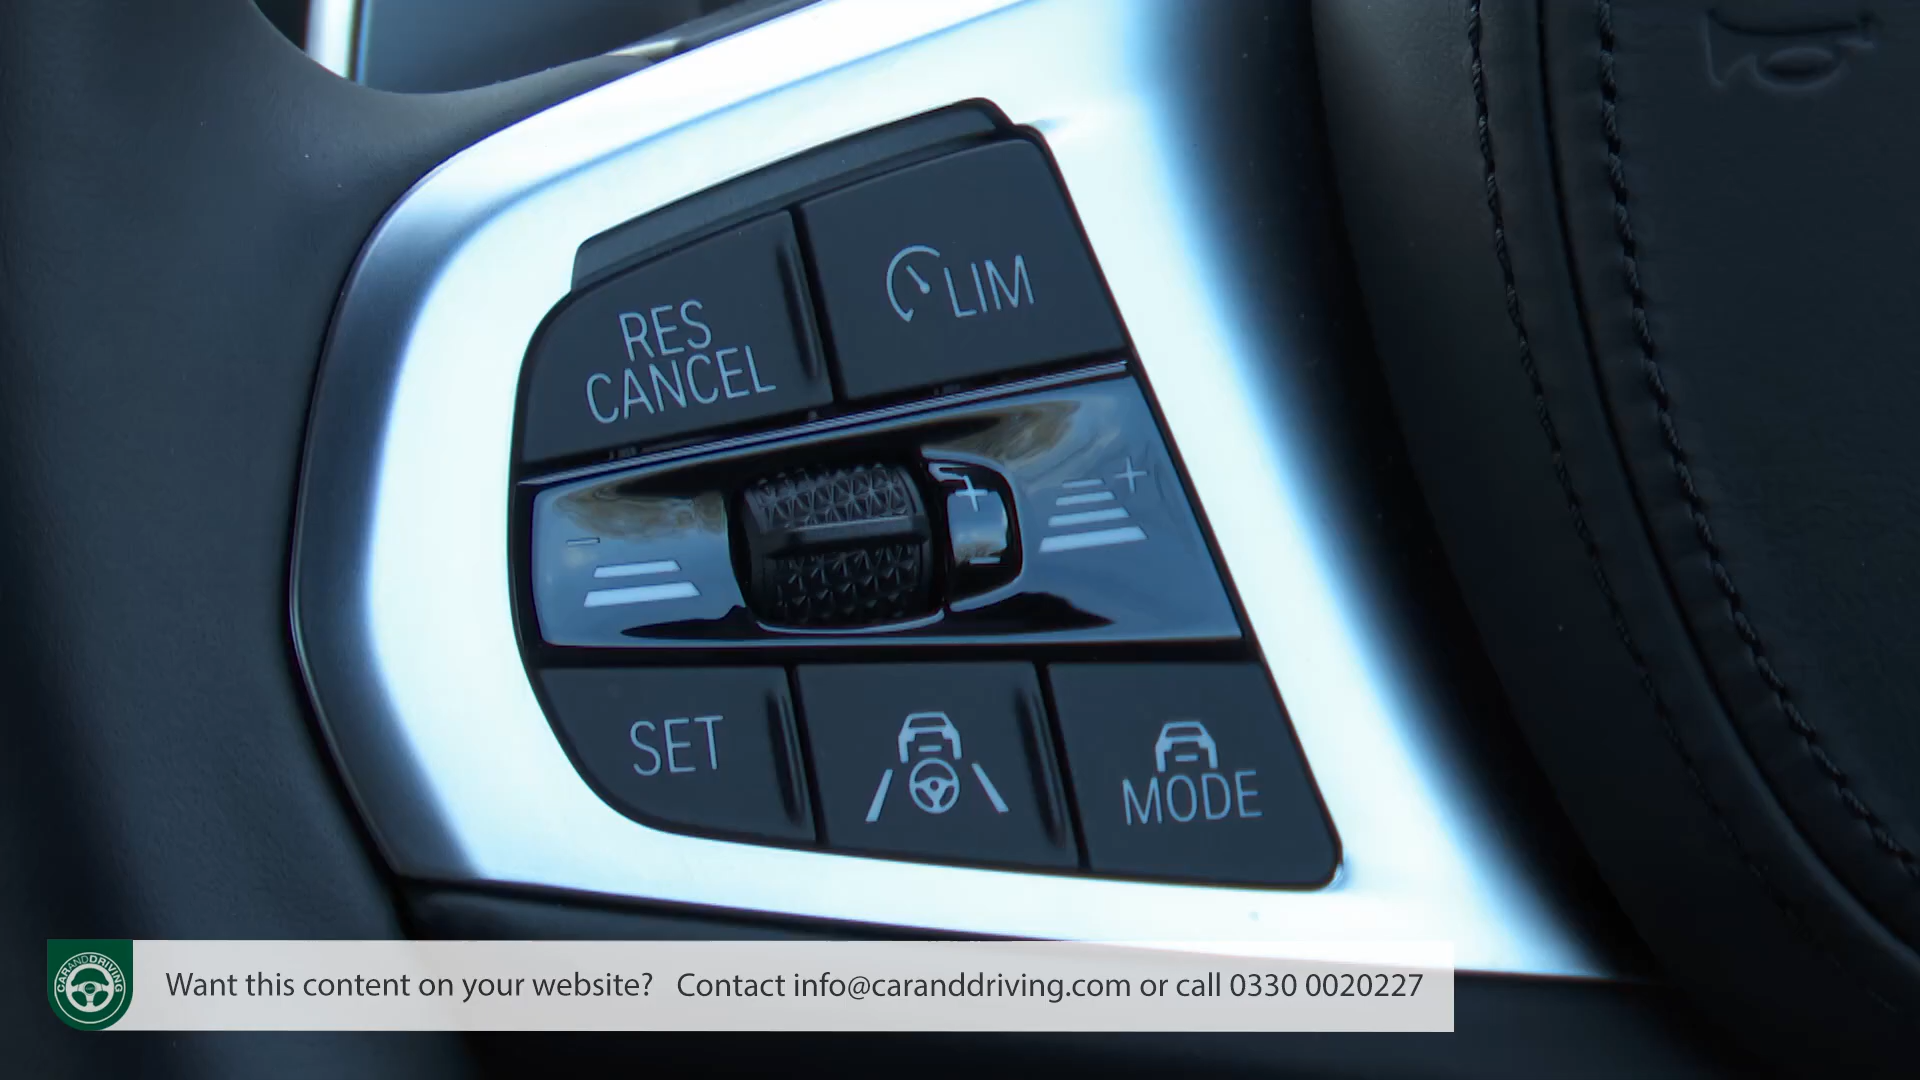 LIM
RES
CANCEL
- + +
-
SET
MODE
CARANDDRIVING
Want this content on your website? Contact info@caranddriving.com or call 0330 0020227